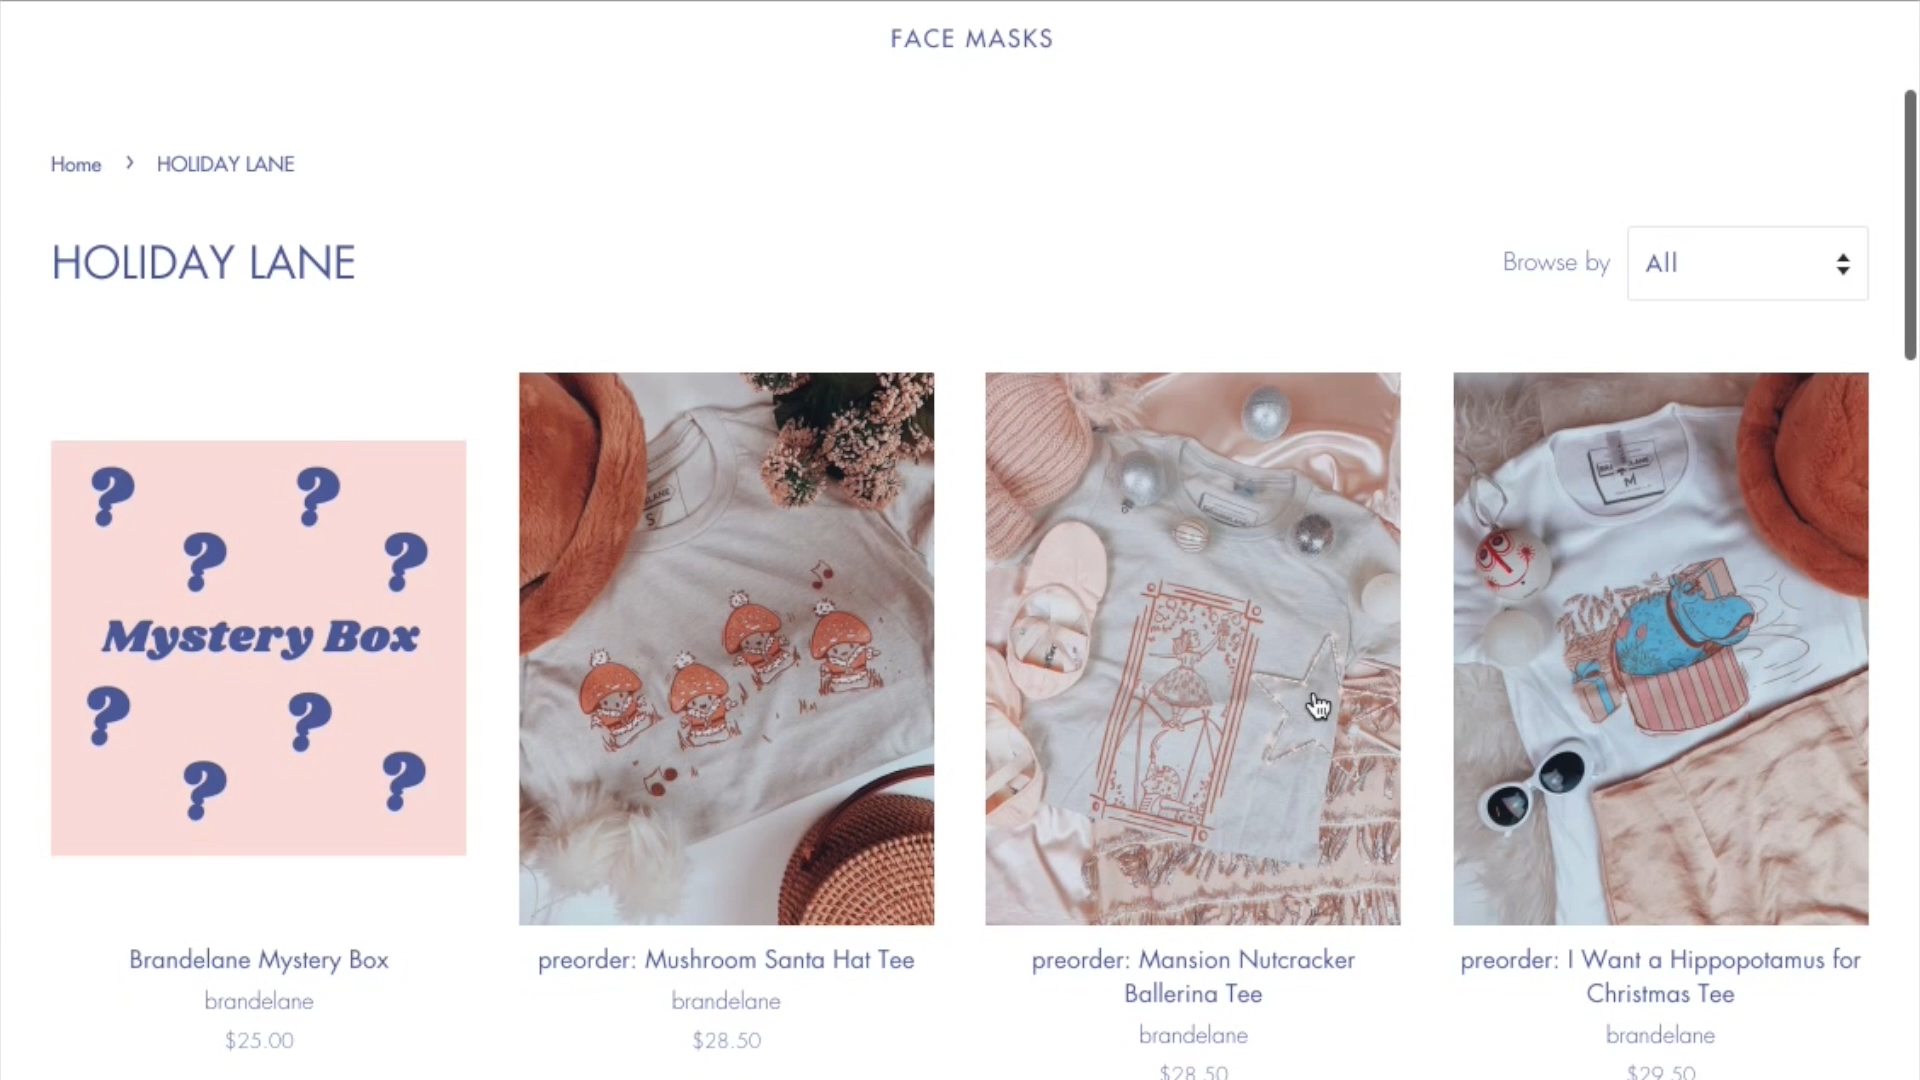 FACE MASKS
Home › HOLIDAY LANE
HOLIDAY LANE
Browse by All
? ?
? ?
Mystery Box
? ?
? ?
S
M
Brandelane Mystery Box
brandelane
$25.00
preorder: Mushroom Santa Hat Tee
brandelane
$28.50
preorder: Mansion Nutcracker
Ballerina Tee
brandelane
$28.50
preorder: I Want a Hippopotamus for
Christmas Tee
brandelane
$29.50